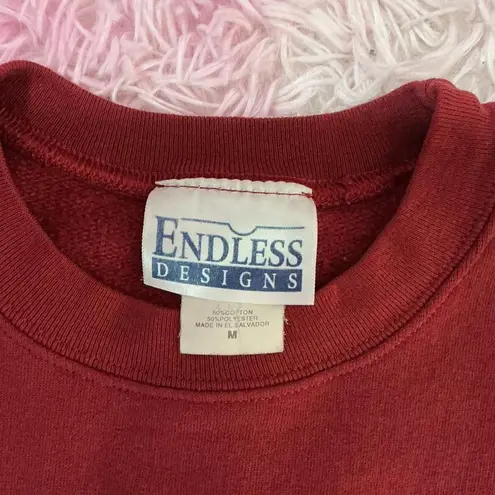 ENDLESS
DESIGNS
50%COTTON
50%POLYESTER
MADE IN EL SALVADOR
M